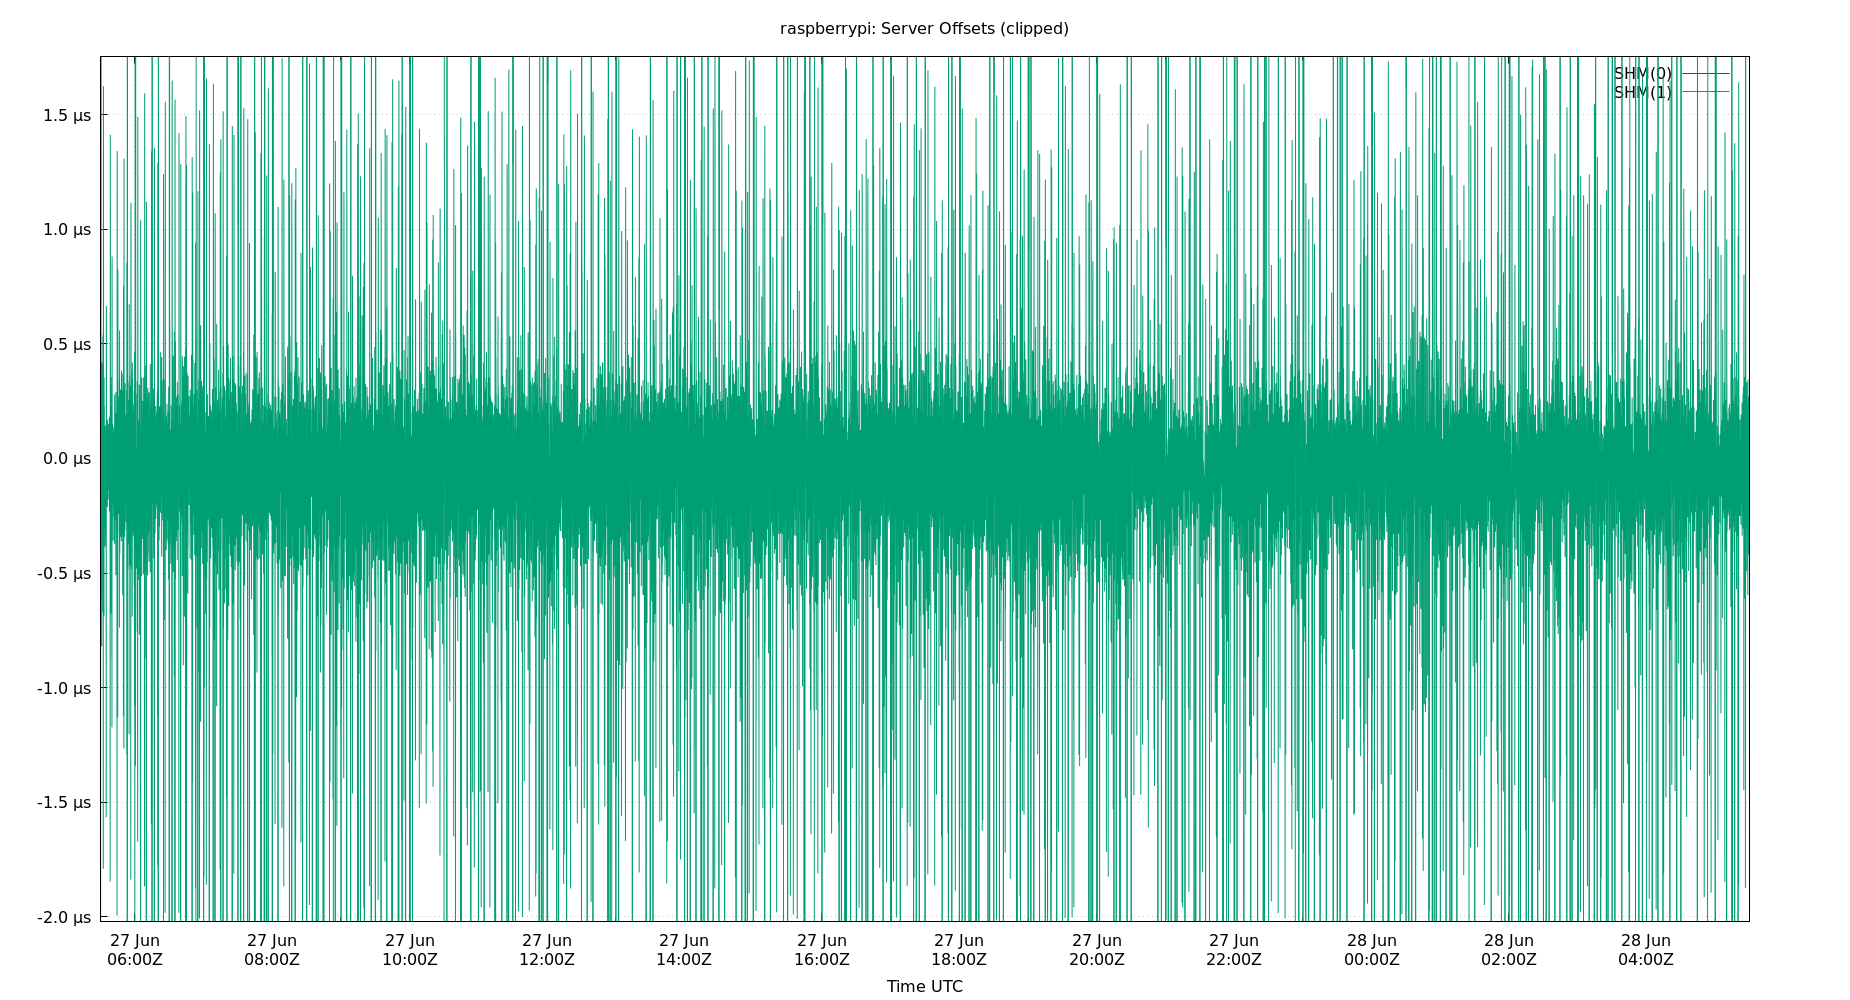 raspberrypi: Server Offsets (clipped)
SHM(0)
SHM(1)
1.5 µs
1.0 µs
0.5 µs
0.0 µs
-0.5 µs
-1.0 µs
-1.5 µs
-2.0 µs
27 Jun 27 Jun 27 Jun 27 Jun 27 Jun 27 Jun 27 Jun 27 Jun 27 Jun 28 Jun 28 Jun 28 Jun
06:00Z 08:00Z 10:00Z 12:00Z 14:00Z 16:00Z 18:00Z 20:00Z 22:00Z 00:00Z 02:00Z 04:00Z
Time UTC